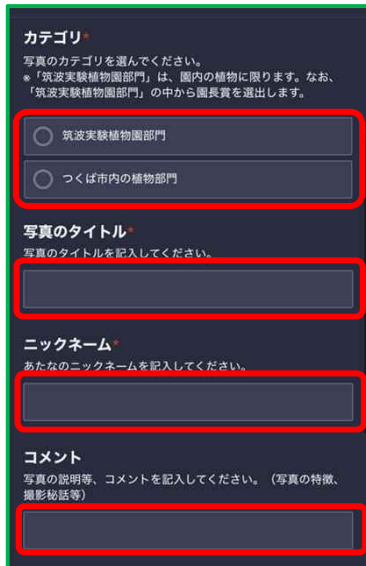 カテゴリ*
写真のカテゴリを選んでください。
※「筑波実験植物園部門」は、園内の植物に限ります。なお、
「筑波実験植物園部門」の中から園長賞を選出します。
筑波実験植物園部門
つくば市内の植物部門
写真のタイトル*
写真のタイトルを記入してください。
ニックネーム*
あたなのニックネームを記入してください。
コメント
写真の説明等、コメントを記入してください。（写真の特徴、
撮影秘話等）